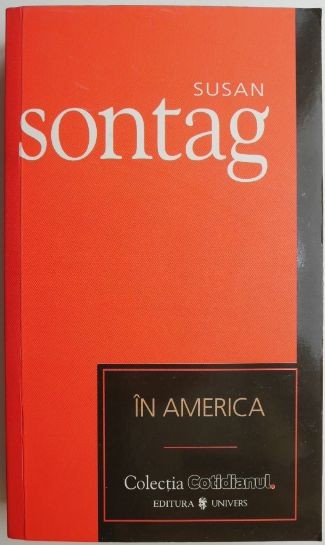 SUSAN
sontag
ÎN AMERICA
Colecția Cotidianul.
EDITURA UNIVERS